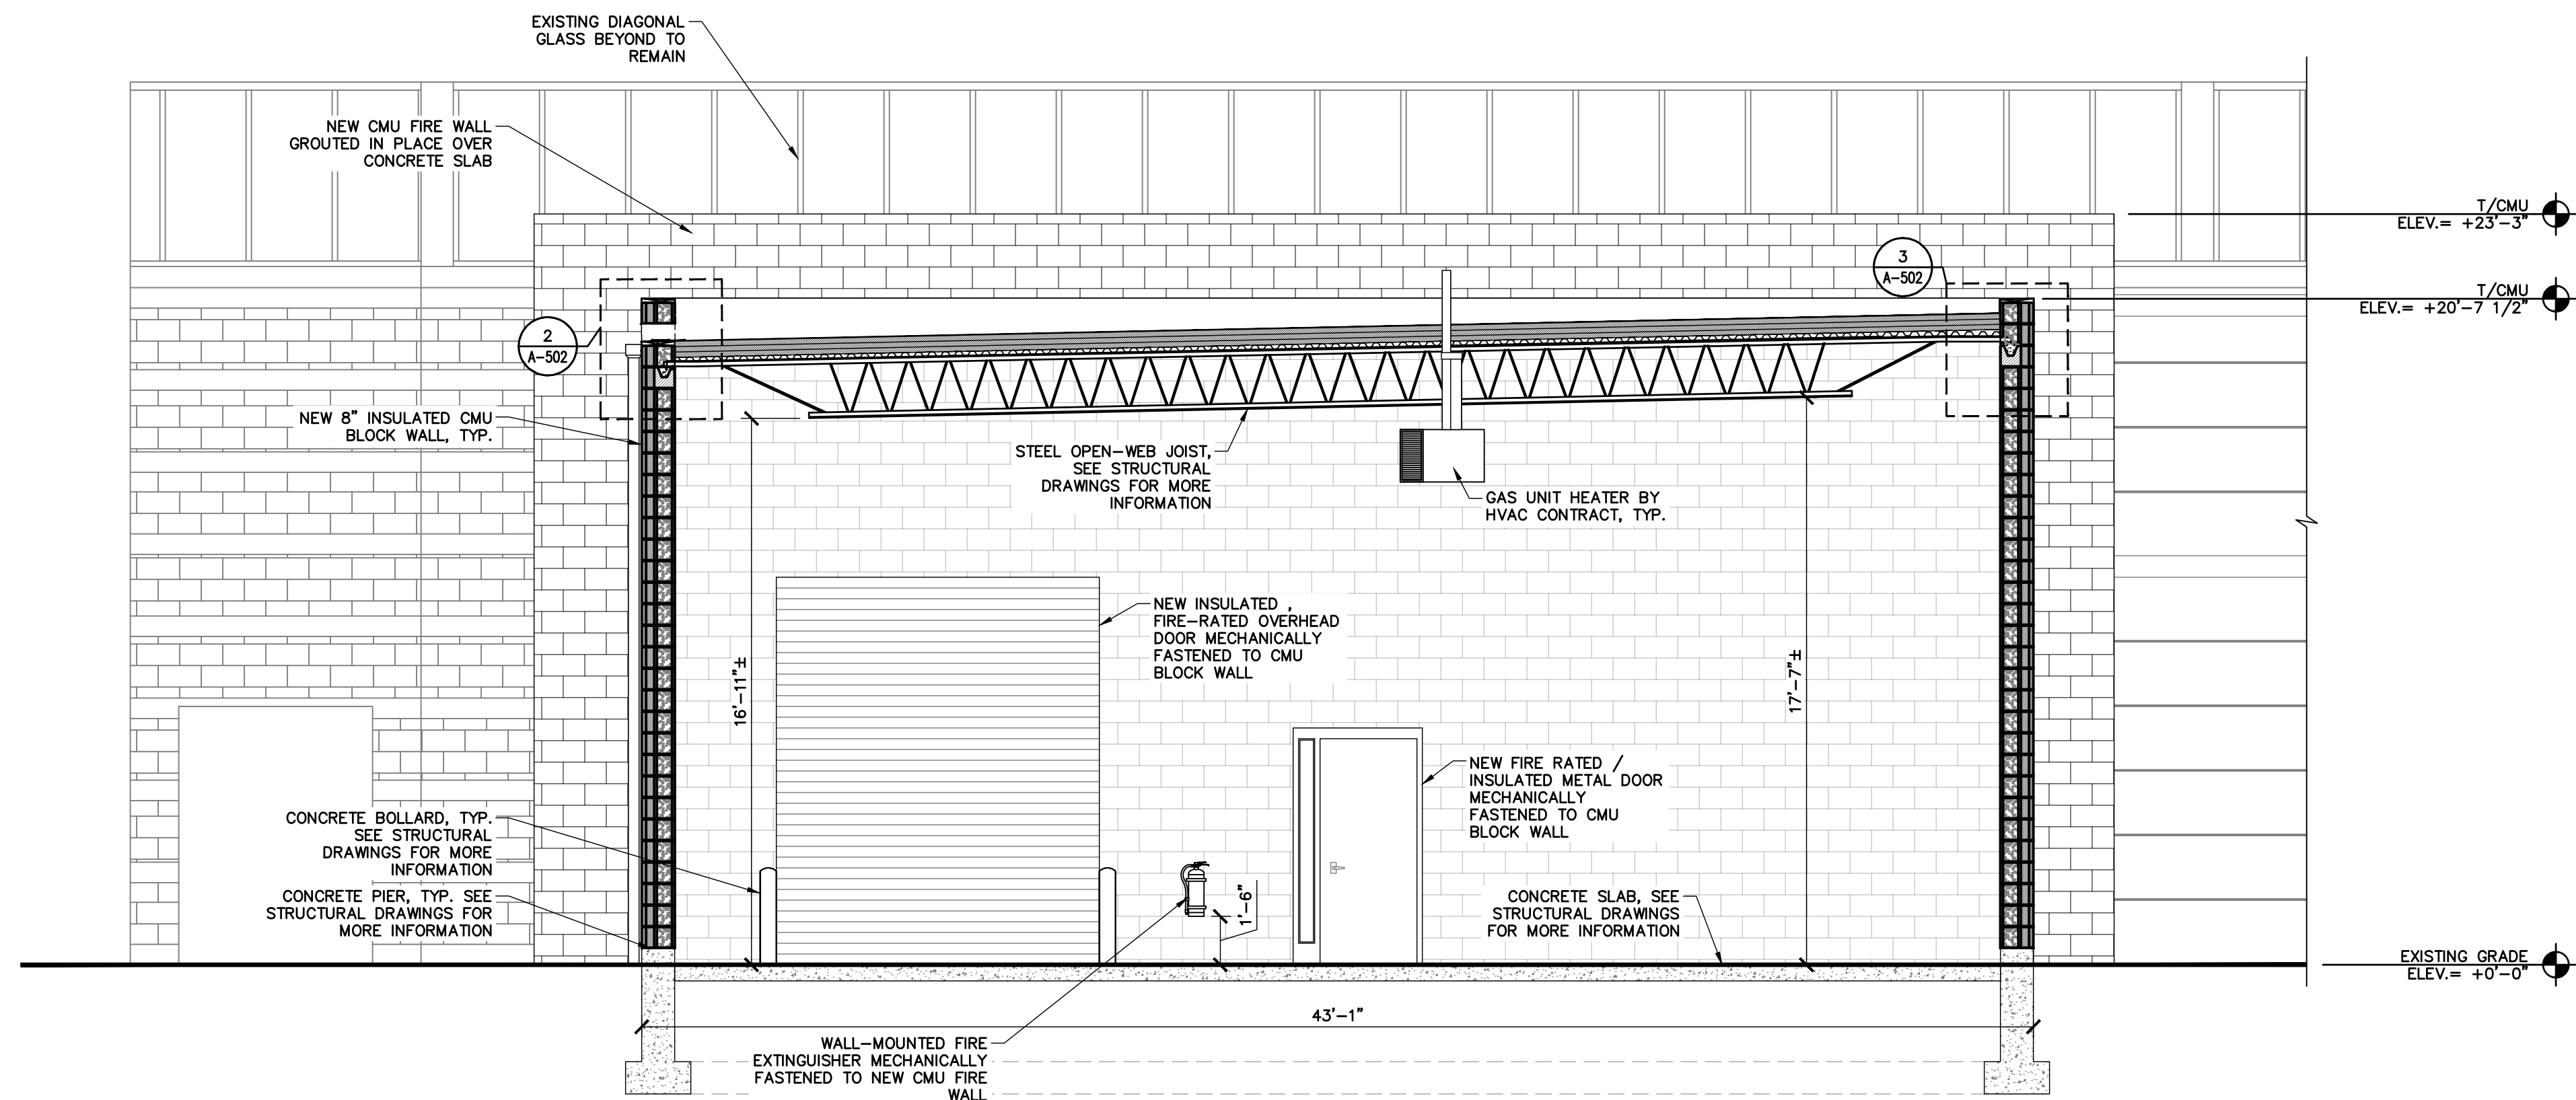 EXISTING DIAGONAL
GLASS BEYOND TO
REMAIN
NEW CMU FIRE WALL
GROUTED IN PLACE OVER
CONCRETE SLAB
T/CMU
ELEV.= +23'-3"
3
A-502
T/CMU
ELEV.= +20'-7 1/2"
2
A-502
NEW 8" INSULATED CMU
BLOCK WALL, TYP.
STEEL OPEN-WEB JOIST,
SEE STRUCTURAL
DRAWINGS FOR MORE
INFORMATION
GAS UNIT HEATER BY
HVAC CONTRACT, TYP.
NEW INSULATED ,
FIRE-RATED OVERHEAD
DOOR MECHANICALLY
FASTENED TO CMU
BLOCK WALL
16'-11"±
17'-7"±
NEW FIRE RATED /
INSULATED METAL DOOR
MECHANICALLY
FASTENED TO CMU
BLOCK WALL
CONCRETE BOLLARD, TYP.
SEE STRUCTURAL
DRAWINGS FOR MORE
INFORMATION
CONCRETE PIER, TYP. SEE
STRUCTURAL DRAWINGS FOR
MORE INFORMATION
1'-6"
CONCRETE SLAB, SEE
STRUCTURAL DRAWINGS
FOR MORE INFORMATION
EXISTING GRADE
ELEV.= +0'-0"
43'-1"
WALL-MOUNTED FIRE
EXTINGUISHER MECHANICALLY
FASTENED TO NEW CMU FIRE
WALL